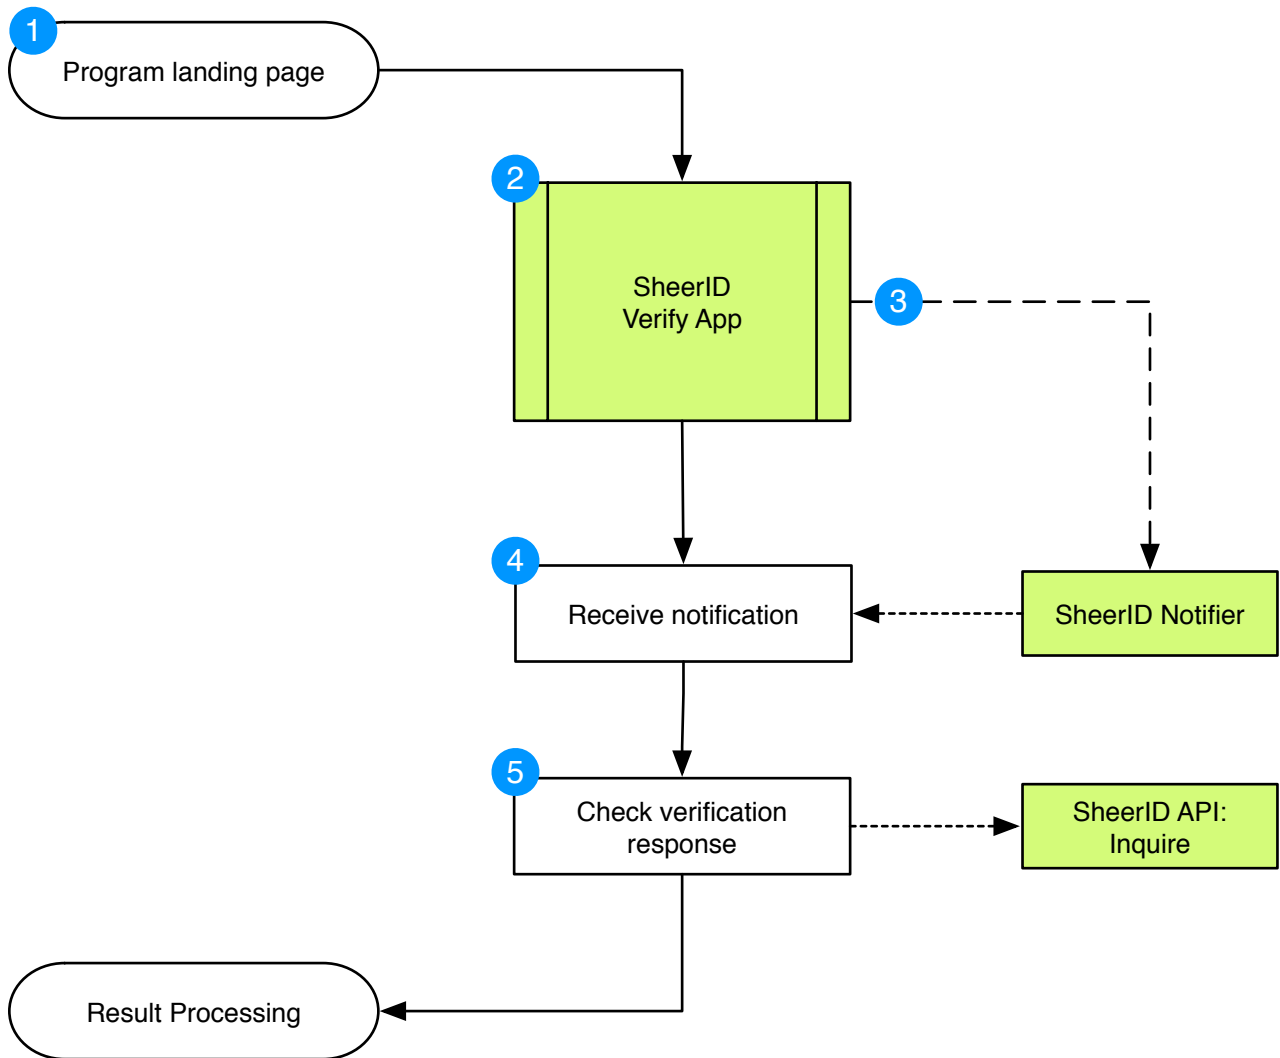 1
Program landing page
2
SheerID
Verify App
3
4
Receive notification
SheerID Notifier
5
Check verification
response
SheerID API:
Inquire
Result Processing